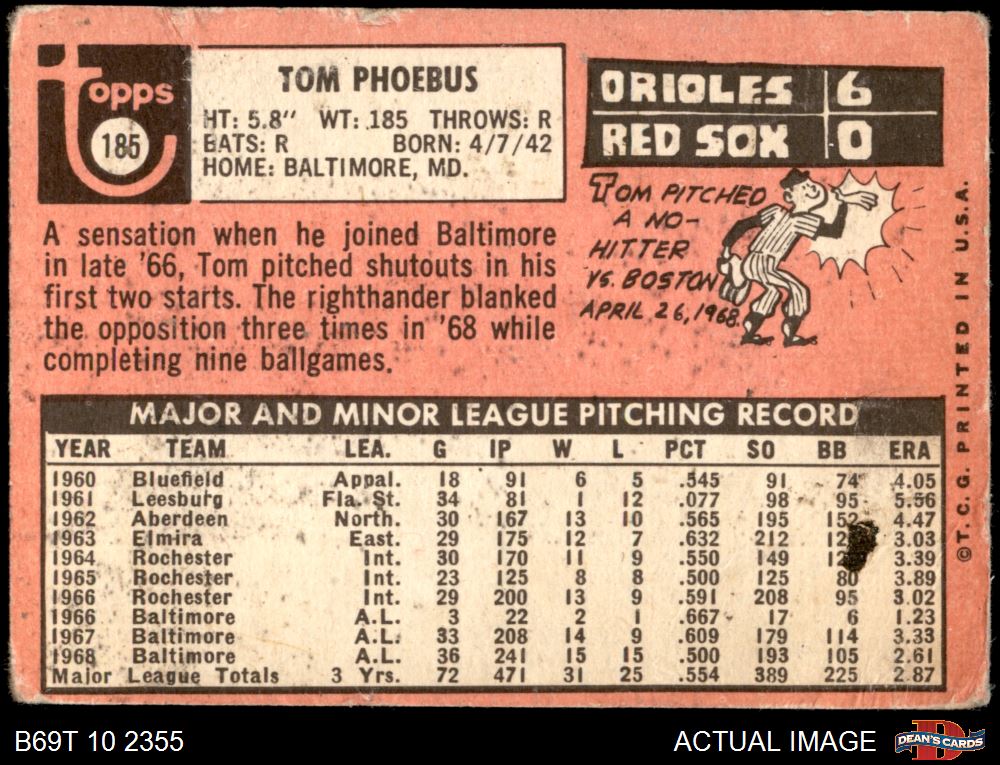 topps
185
TOM PHOEBUS
HT: 5.8" WT: 185 THROWS: R
BATS: R BORN: 4/7/42
HOME: BALTIMORE, MD.
A sensation when he joined Baltimore
in late '66, Tom pitched shutouts in his
first two starts. The righthander blanked
the opposition three times in '68 while
completing nine ballgames.
ORIOLES 6
RED SOX 0
TOM PITCHED
A NO-
HITTER
VS. BOSTON
APRIL 26, 1968.
©T.C.G. PRINTED IN U.S.A.
MAJOR AND MINOR LEAGUE PITCHING RECORD
YEAR TEAM LEA. G IP W L PCT SO BB ERA
1960 Bluefield Appal. 18 91 6 5 .545 91 74 4.05
1961 Leesburg Fla. St. 34 81 1 12 .077 98 95 5.56
1962 Aberdeen North. 30 167 13 10 .565 195 152 4.47
1963 Elmira East. 29 175 12 7 .632 212 3.03
1964 Rochester Int. 30 170 11 9 .550 149 3.39
1965 Rochester Int. 23 125 8 8 .500 125 80 3.89
1966 Rochester Int. 29 200 13 9 .591 208 95 3.02
1966 Baltimore A.L. 3 22 2 1 .667 17 6 1.23
1967 Baltimore A.L. 33 208 14 9 .609 179 114 3.33
1968 Baltimore A.L. 36 241 15 15 .500 193 105 2.61
Major League Totals 3 Yrs. 72 471 31 25 .554 389 225 2.87
B69T 10 2355
ACTUAL IMAGE
DEAN'S CARDS